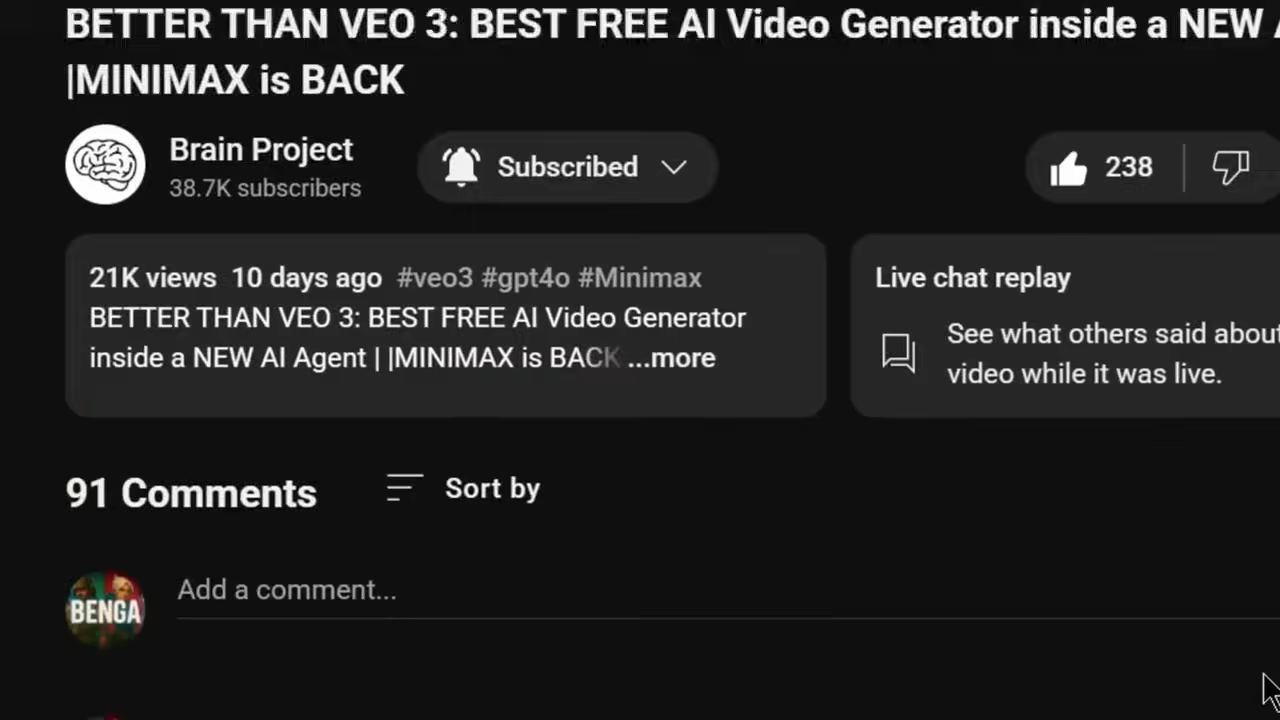 BETTER THAN VEO 3: BEST FREE AI Video Generator inside a NEW
|MINIMAX is BACK
Brain Project
38.7K subscribers
Subscribed
238
21K views 10 days ago #veo3 #gpt4o #Minimax
BETTER THAN VEO 3: BEST FREE AI Video Generator
inside a NEW AI Agent | |MINIMAX is BACK ...more
Live chat replay
See what others said about
video while it was live.
91 Comments
Sort by
BENGA
Add a comment...